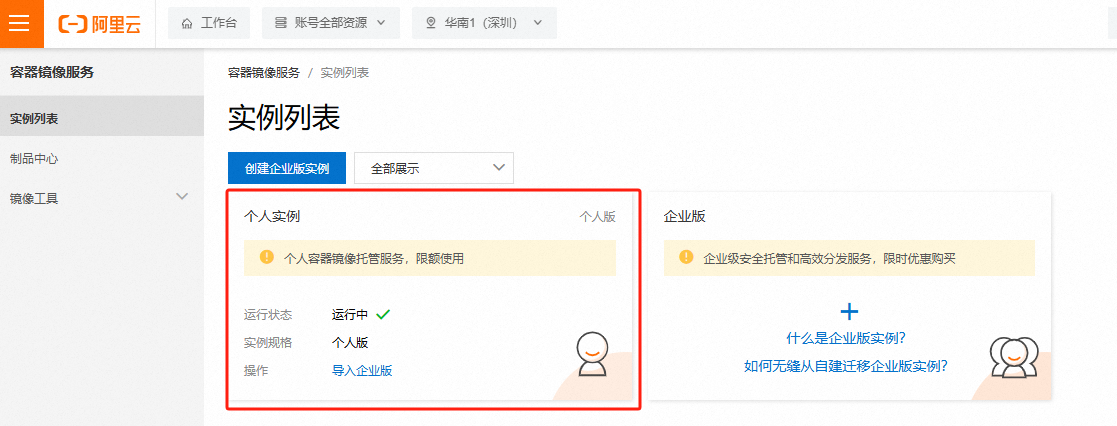 阿里云 工作台 账号全部资源 华南1（深圳）
容器镜像服务
实例列表
制品中心
镜像工具
容器镜像服务 / 实例列表
实例列表
创建企业版实例 全部展示
个人实例 个人版
个人容器镜像托管服务，限额使用
运行状态 运行中
实例规格 个人版
操作 导入企业版
企业版
企业级安全托管和高效分发服务，限时优惠购买
什么是企业版实例?
如何无缝从自建迁移企业版实例?